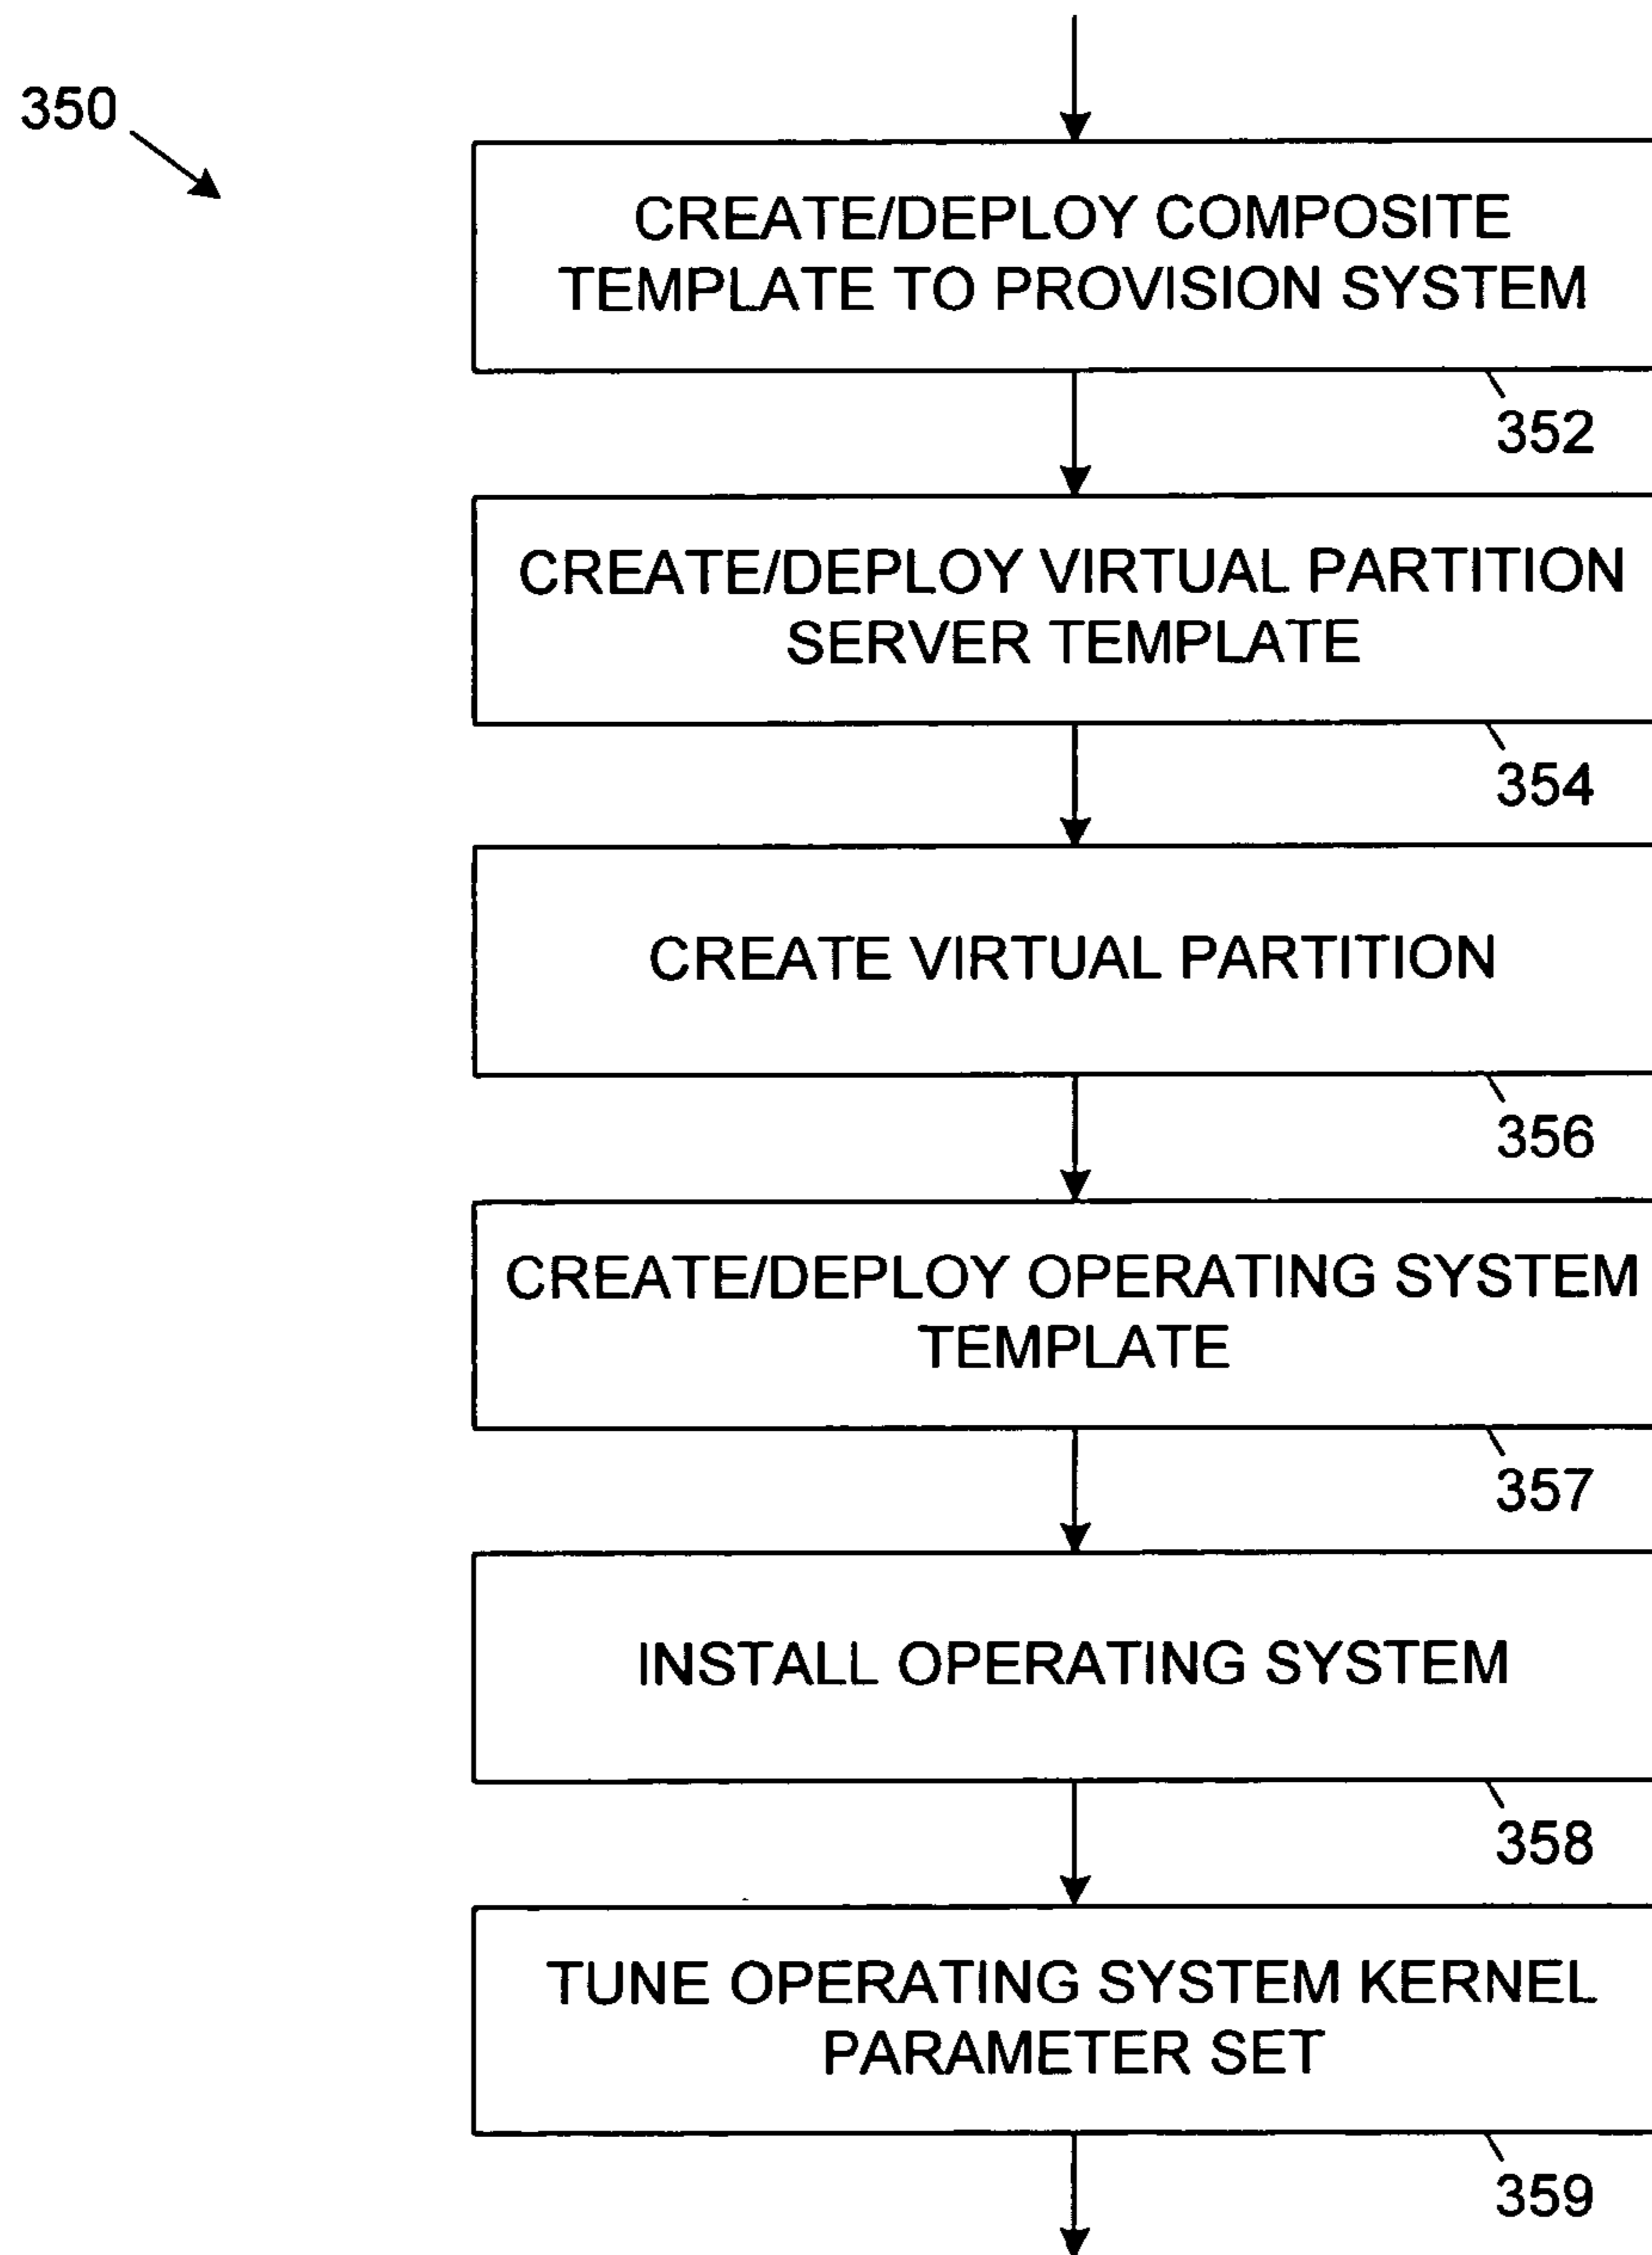 350
CREATE/DEPLOY COMPOSITE
TEMPLATE TO PROVISION SYSTEM
352
CREATE/DEPLOY VIRTUAL PARTITION
SERVER TEMPLATE
354
CREATE VIRTUAL PARTITION
356
CREATE/DEPLOY OPERATING SYSTEM
TEMPLATE
357
INSTALL OPERATING SYSTEM
358
TUNE OPERATING SYSTEM KERNEL
PARAMETER SET
359